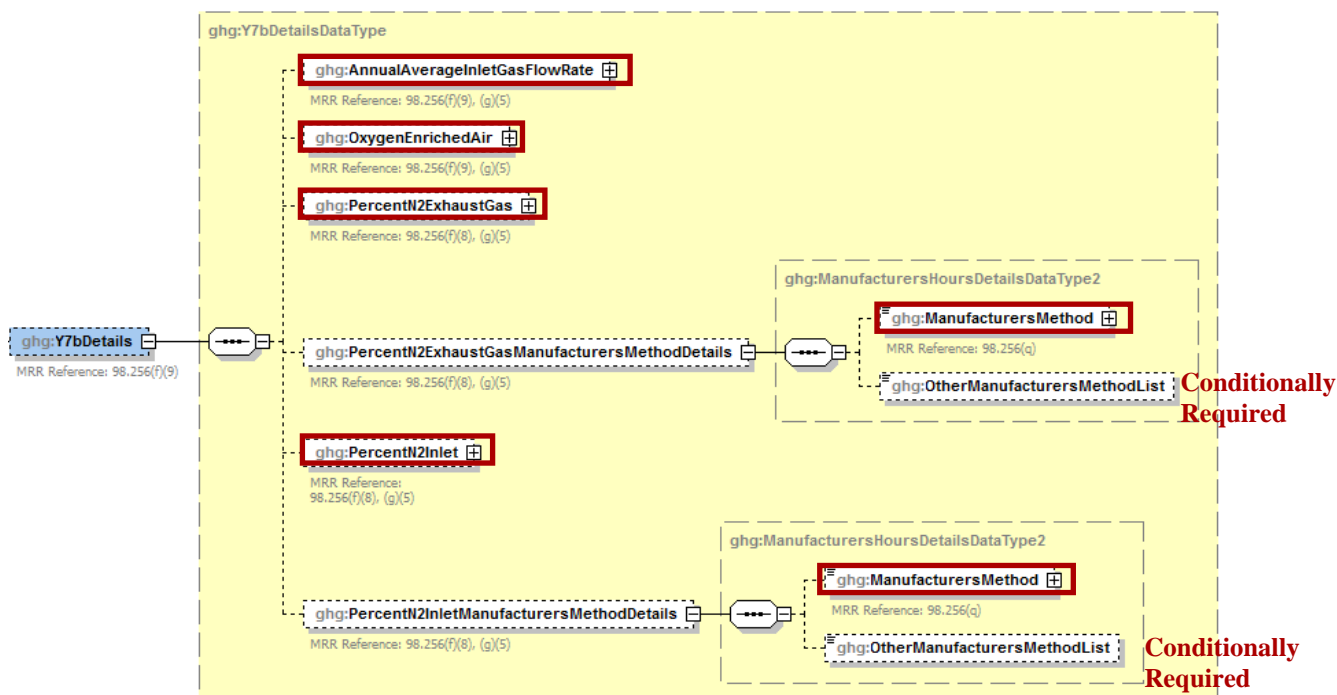 ghg:Y7bDetailsDataType
ghg:AnnualAverageInletGasFlowRate
MRR Reference: 98.256(f)(9), (g)(5)
ghg:OxygenEnrichedAir
MRR Reference: 98.256(f)(9), (g)(5)
ghg:PercentN2ExhaustGas
MRR Reference: 98.256(f)(8), (g)(5)
ghg:Y7bDetails
MRR Reference: 98.256(f)(9)
ghg:PercentN2ExhaustGasManufacturersMethodDetails
MRR Reference: 98.256(f)(8), (g)(5)
ghg:ManufacturersHoursDetailsDataType2
ghg:ManufacturersMethod
MRR Reference: 98.256(q)
ghg:OtherManufacturersMethodList
Conditionally
Required
ghg:PercentN2Inlet
MRR Reference:
98.256(f)(8), (g)(5)
ghg:PercentN2InletManufacturersMethodDetails
MRR Reference: 98.256(f)(8), (g)(5)
ghg:ManufacturersHoursDetailsDataType2
ghg:ManufacturersMethod
MRR Reference: 98.256(q)
ghg:OtherManufacturersMethodList
Conditionally
Required